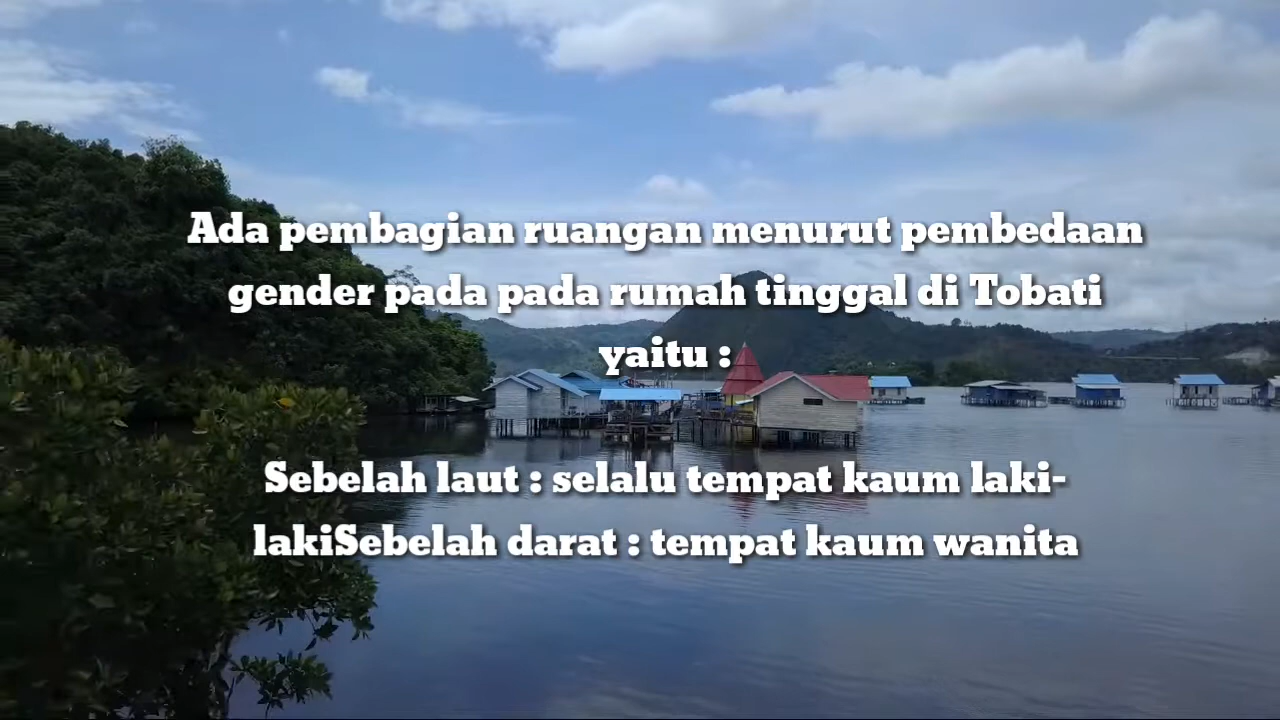 Ada pembagian ruangan menurut pembedaan
gender pada pada rumah tinggal di Tobati
yaitu :
Sebelah laut : selalu tempat kaum laki-
lakiSebelah darat : tempat kaum wanita